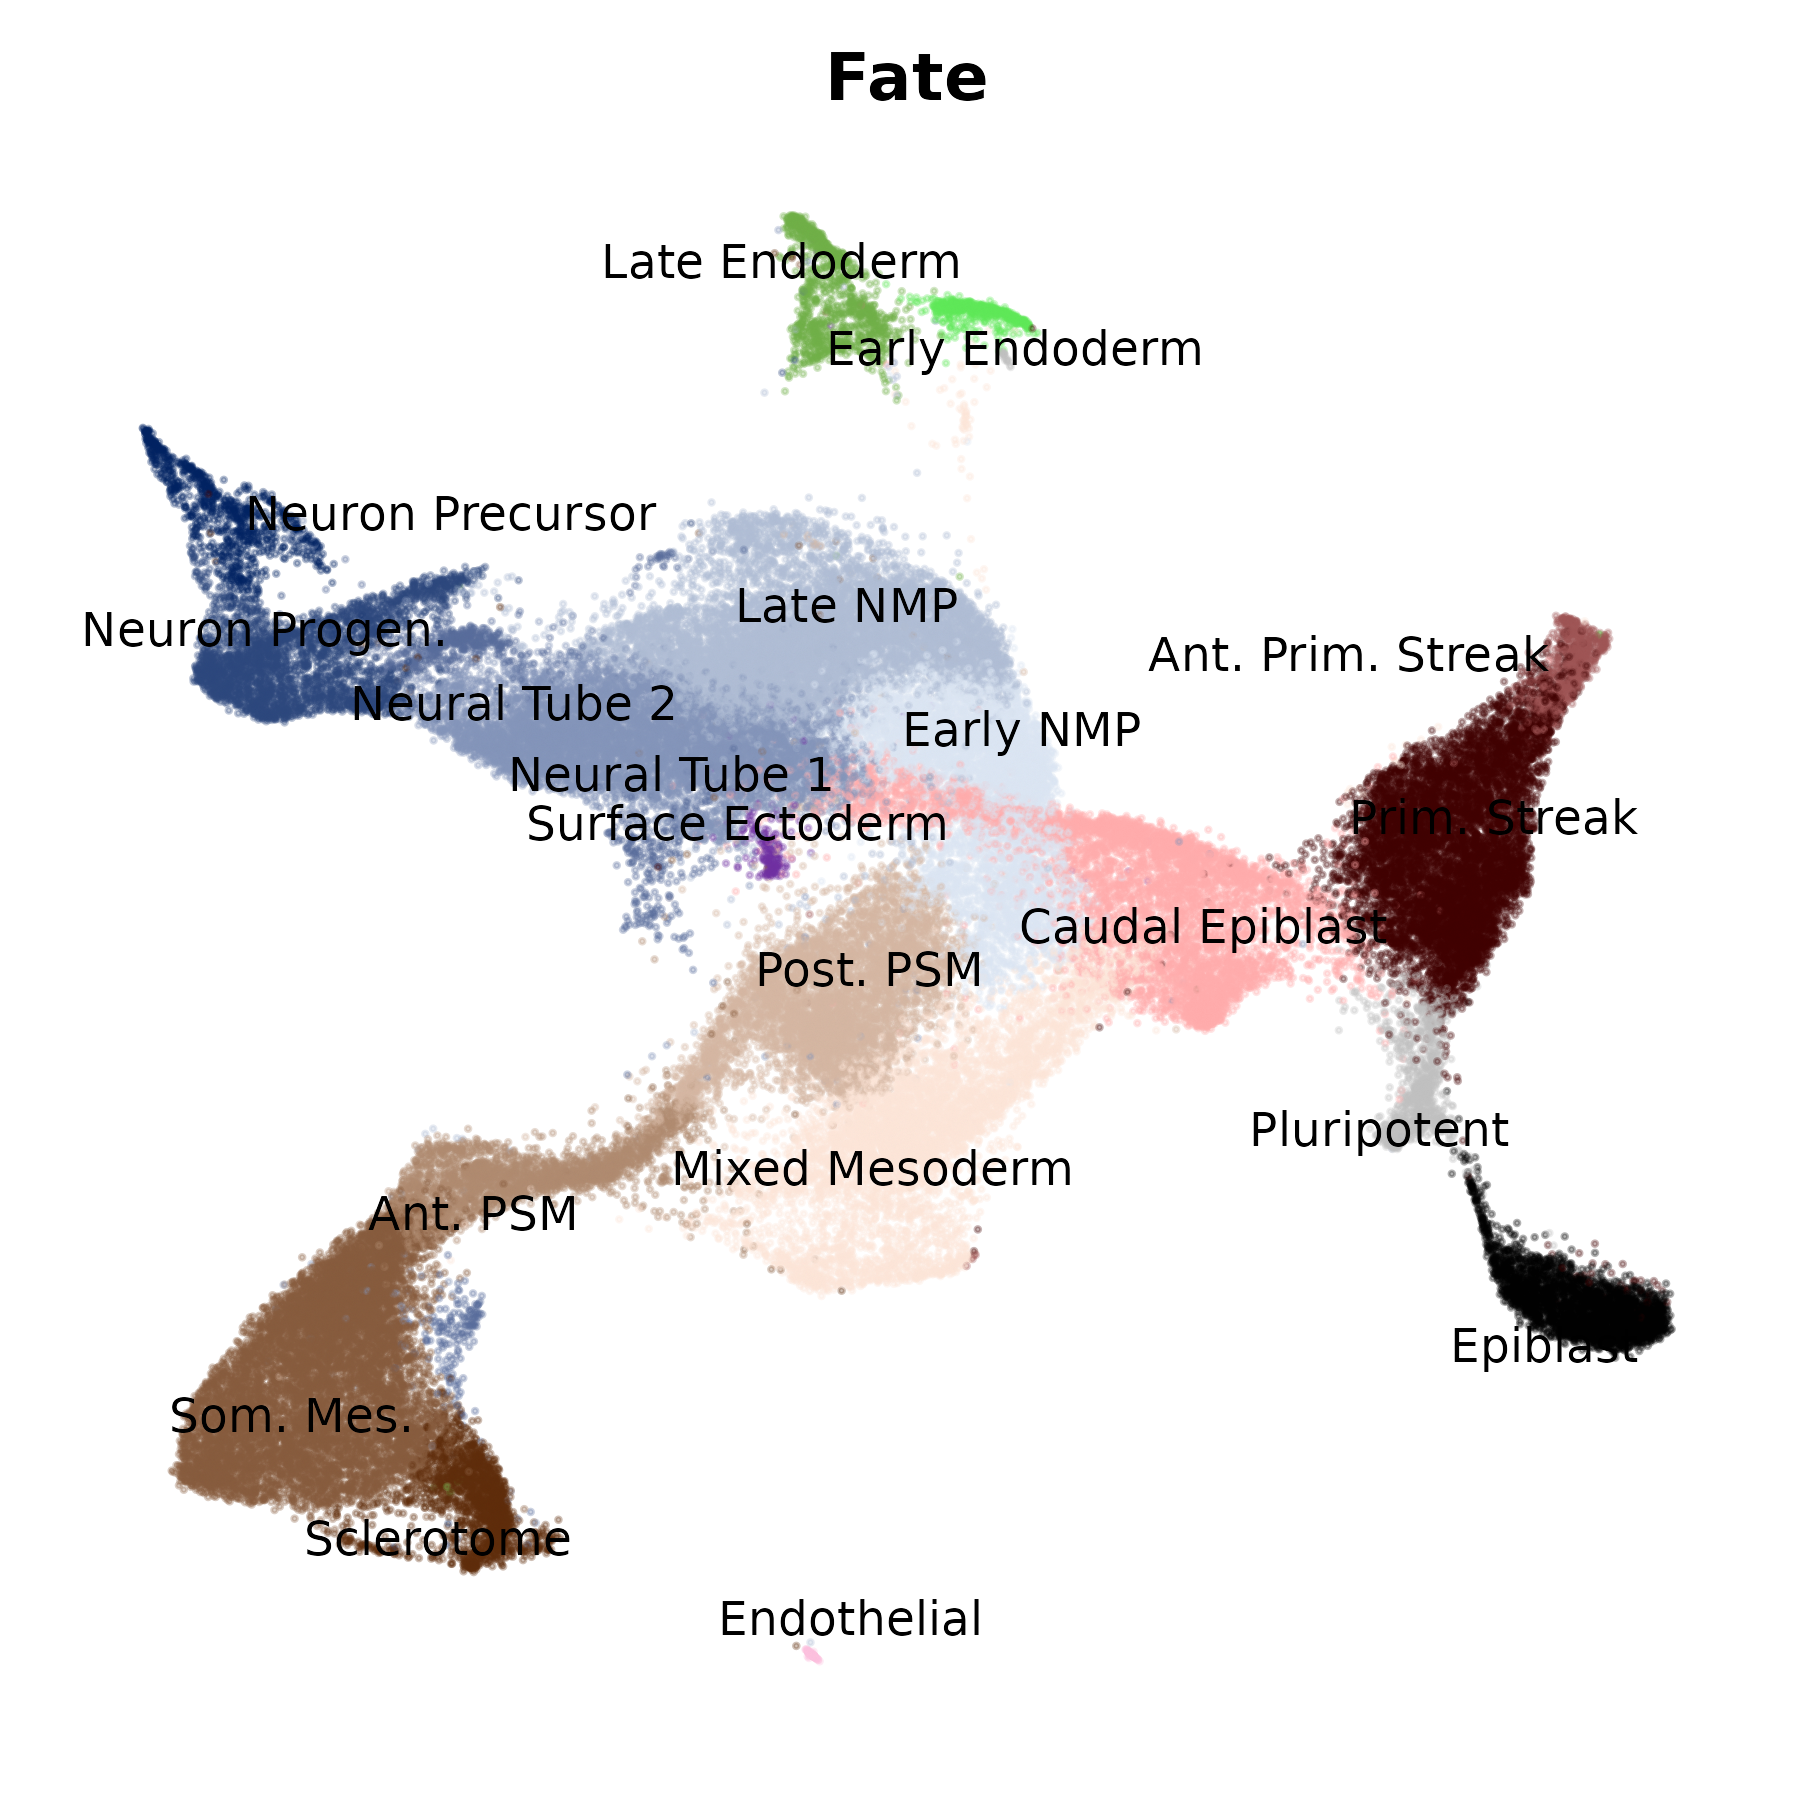 Fate
Late Endoderm
Early Endoderm
Neuron Precursor
Late NMP
Neuron Progen.
Ant. Prim. Streak
Neural Tube 2
Early NMP
Neural Tube 1
Surface Ectoderm
Prim. Streak
Caudal Epiblast
Post. PSM
Pluripotent
Mixed Mesoderm
Ant. PSM
Epiblast
Som. Mes.
Sclerotome
Endothelial